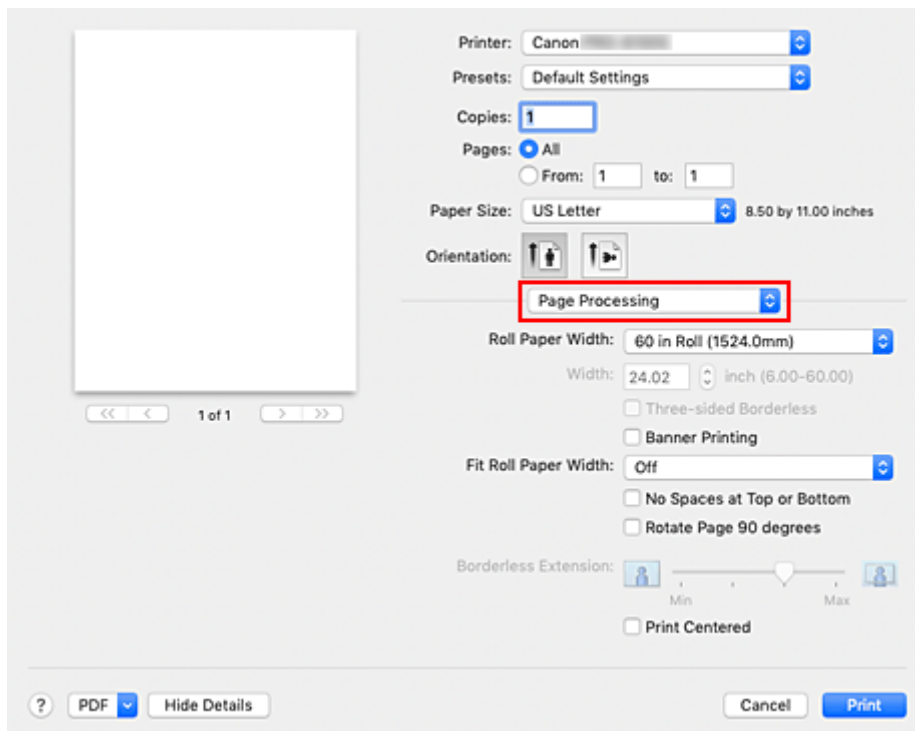 Printer: Canon
Presets: Default Settings
Copies: 1
Pages: All
From: 1 to: 1
Paper Size: US Letter 8.50 by 11.00 inches
Orientation:
Page Processing
Roll Paper Width: 60 in Roll (1524.0mm)
Width: 24.02 inch (6.00-60.00)
Three-sided Borderless
1 of 1
Banner Printing
Fit Roll Paper Width: Off
No Spaces at Top or Bottom
Rotate Page 90 degrees
Borderless Extension:
Min Max
Print Centered
? PDF Hide Details Cancel Print